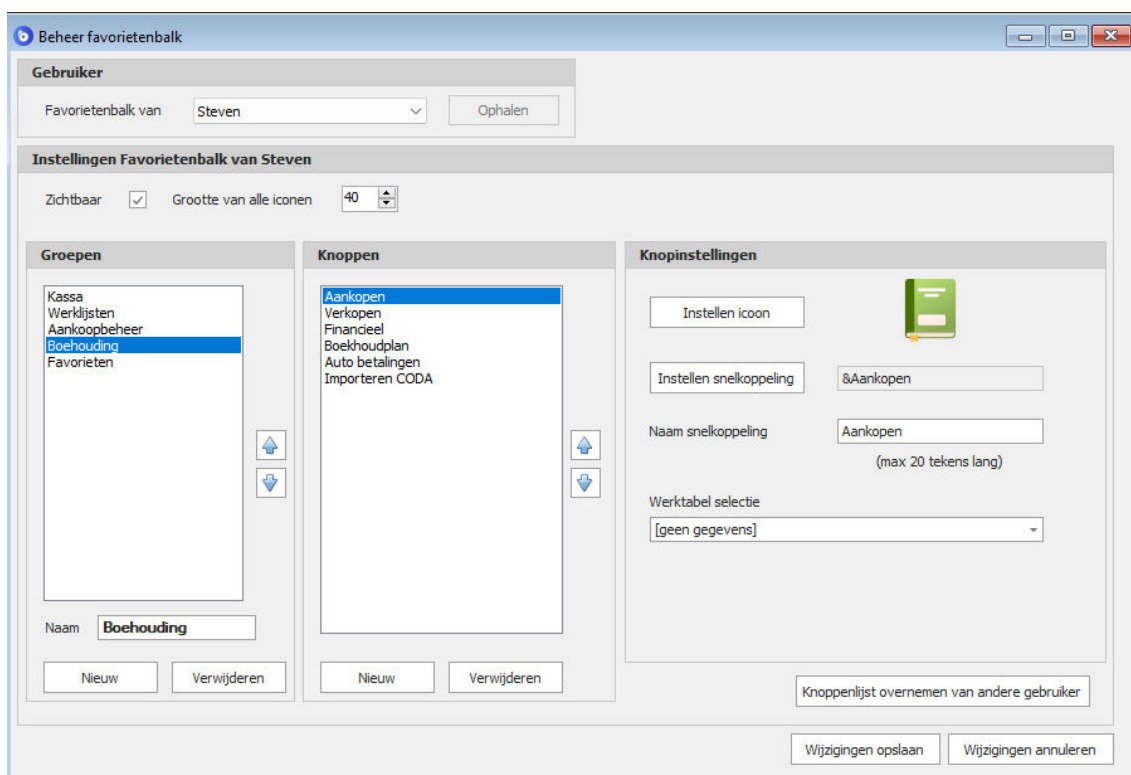 Beheer favorietenbalk
Gebruiker
Favorietenbalk van Steven Ophalen
Instellingen Favorietenbalk van Steven
Zichtbaar Grootte van alle iconen 40
Groepen
Kassa
Werklijsten
Aankoopbeheer
Boehouding
Favorieten
Naam Boehouding
Nieuw Verwijderen
Knoppen
Aankopen
Verkopen
Financieel
Boekhoudplan
Auto betalingen
Importeren CODA
Nieuw Verwijderen
Knopinstellingen
Instellen icoon
Instellen snelkoppeling &Aankopen
Naam snelkoppeling Aankopen
(max 20 tekens lang)
Werktabel selectie
[geen gegevens]
Knoppenlijst overnemen van andere gebruiker
Wijzigingen opslaan Wijzigingen annuleren